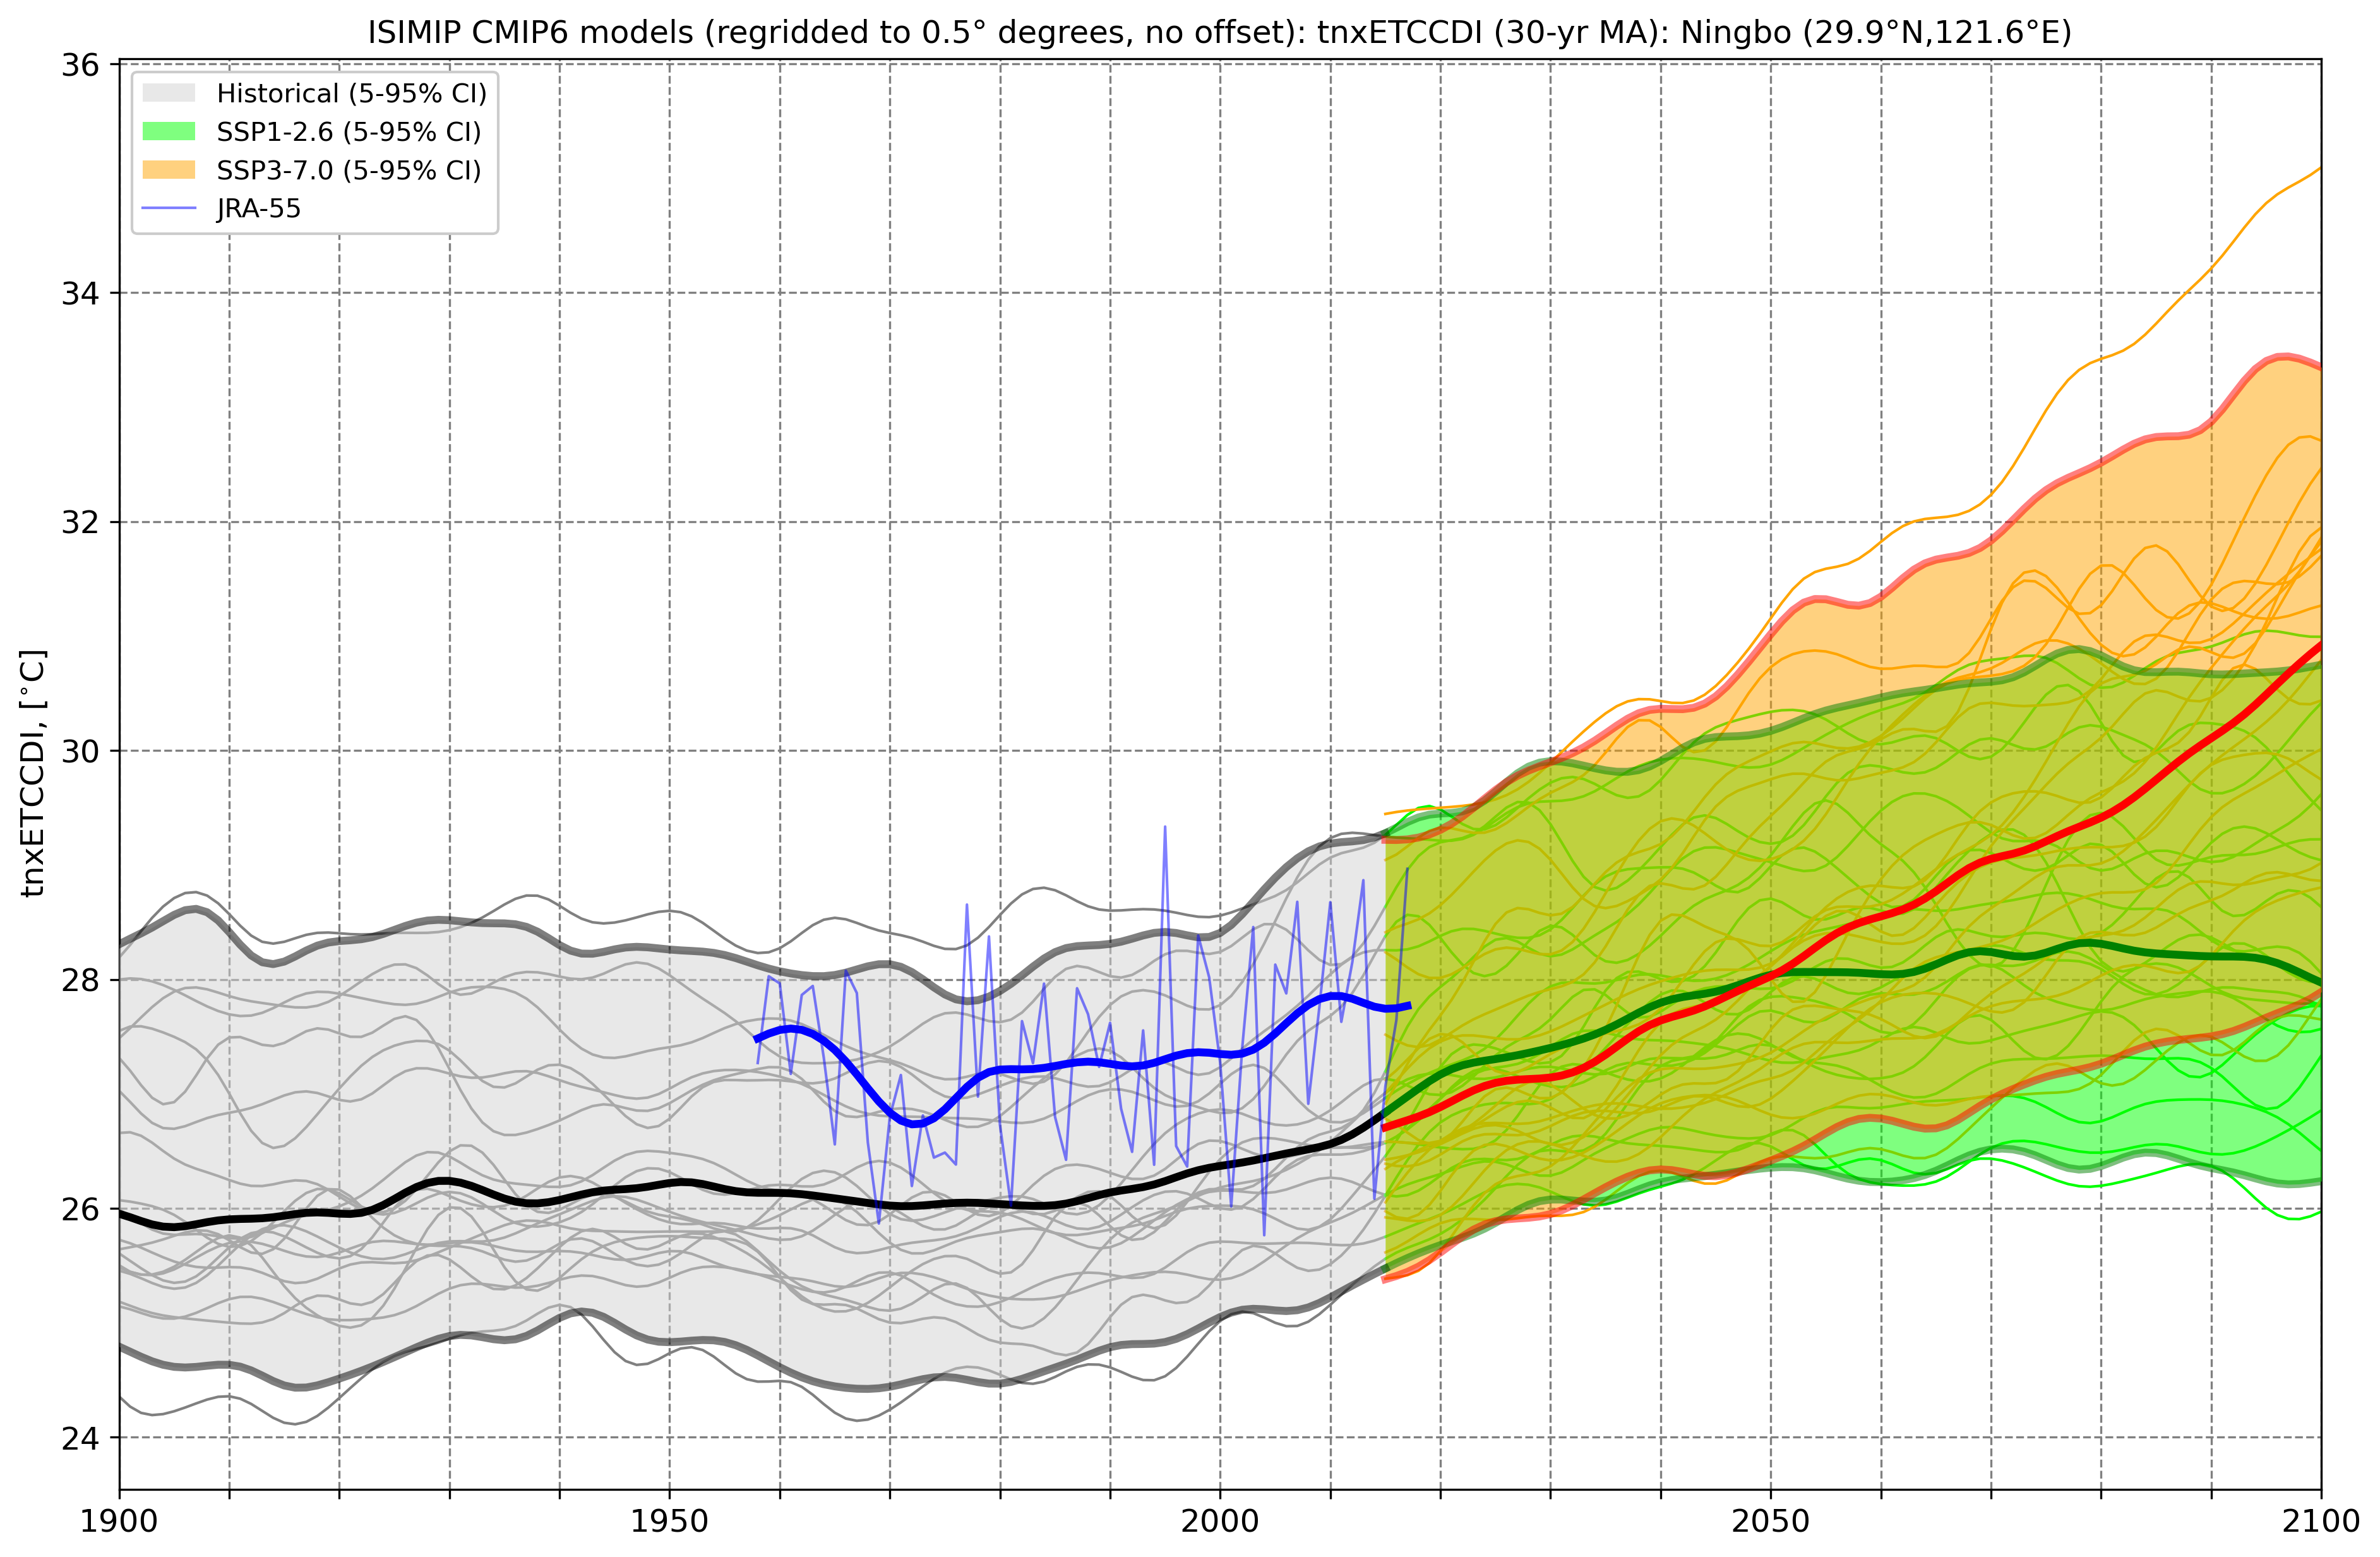 ISIMIP CMIP6 models (regridded to 0.5° degrees, no offset): tnxETCCDI (30-yr MA): Ningbo (29.9°N,121.6°E)
Historical (5-95% CI)
SSP1-2.6 (5-95% CI)
SSP3-7.0 (5-95% CI)
JRA-55
tnxETCCDI, [°C]
36
34
32
30
28
26
24
1900
1950
2000
2050
2100